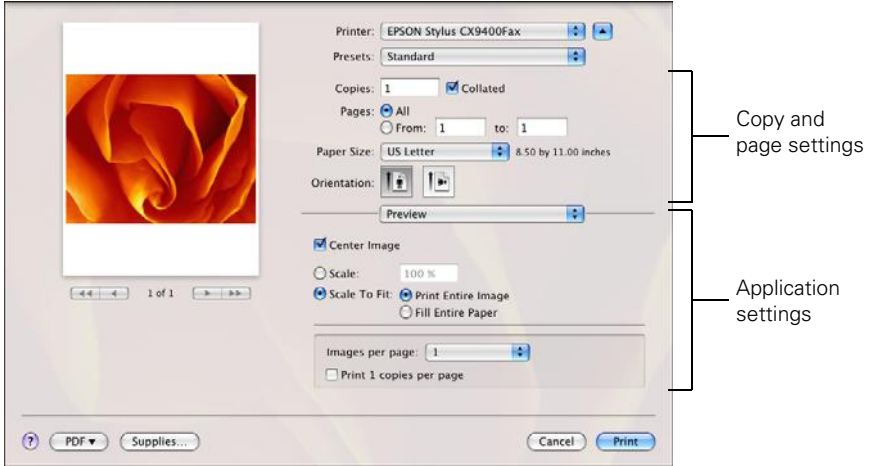 Printer: EPSON Stylus CX9400Fax
Presets: Standard
Copies: 1 Collated
Pages: All
From: 1 to: 1
Paper Size: US Letter 8.50 by 11.00 inches
Orientation:
Copy and
page settings
Preview
Center Image
Scale: 100 %
Scale To Fit: Print Entire Image
Fill Entire Paper
1 of 1
Images per page: 1
Print 1 copies per page
Application
settings
? PDF Supplies... Cancel Print